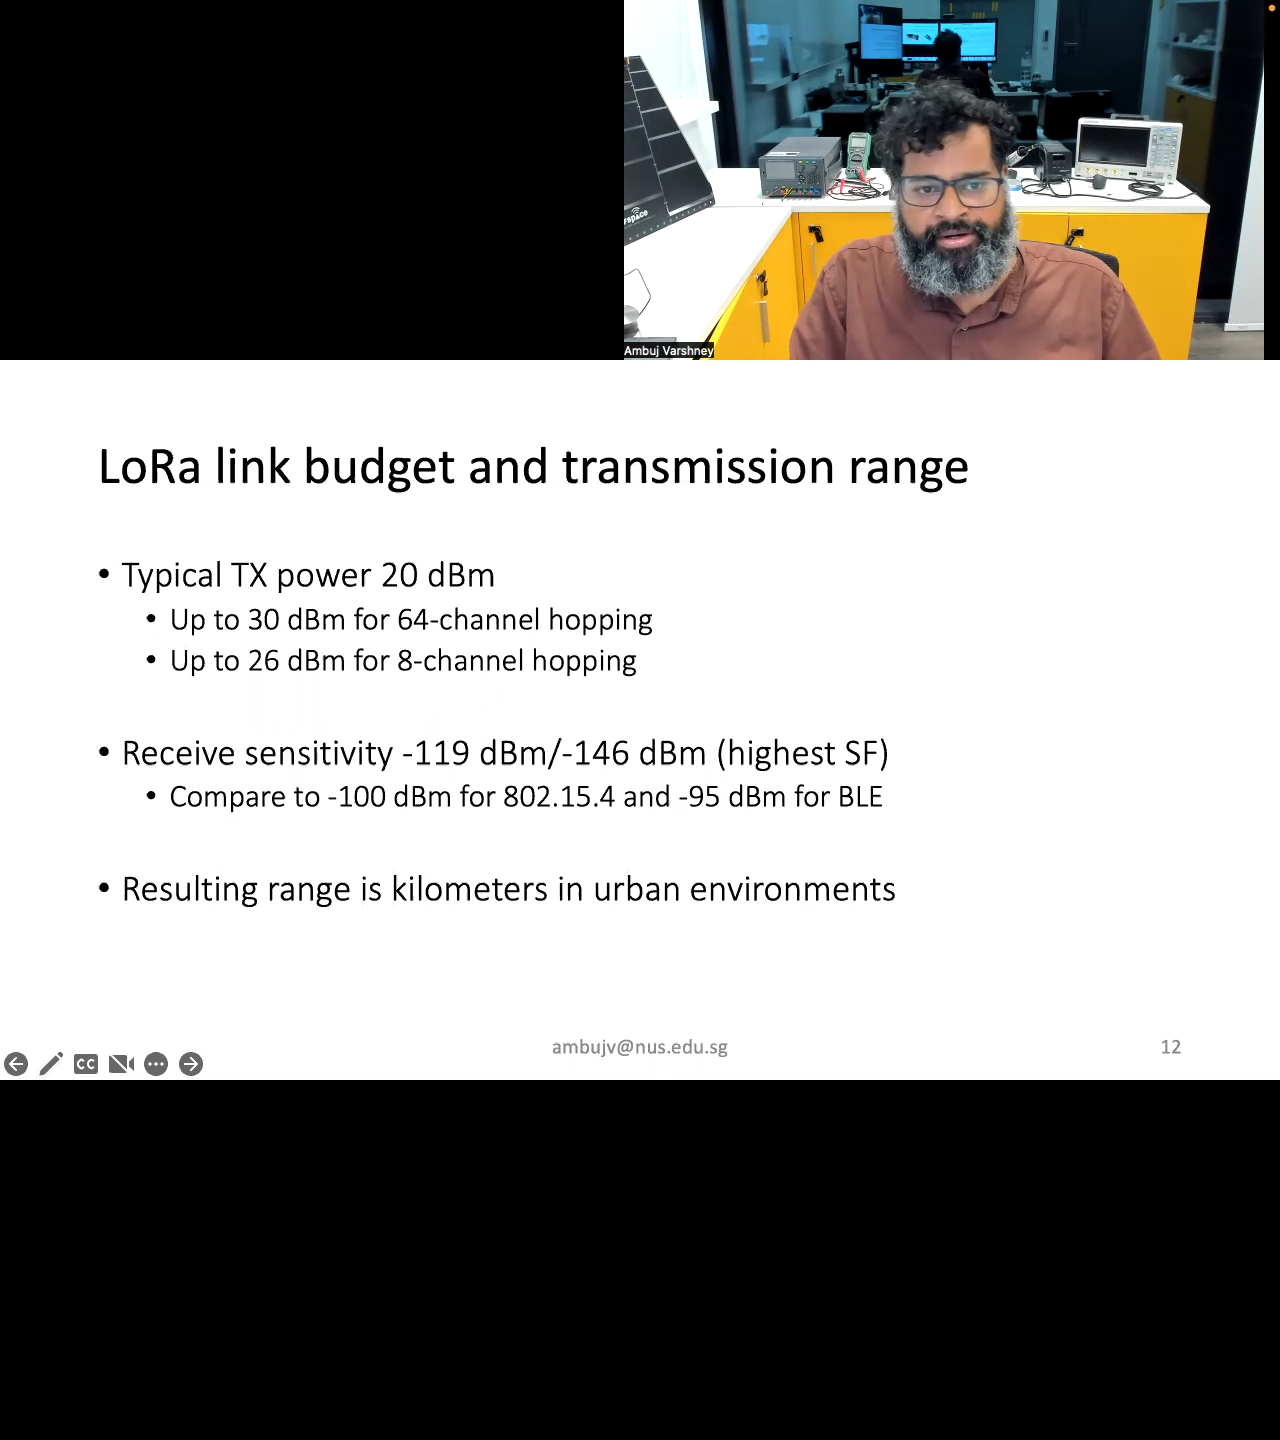 Ambuj Varshney
LoRa link budget and transmission range
• Typical TX power 20 dBm
• Up to 30 dBm for 64-channel hopping
• Up to 26 dBm for 8-channel hopping
• Receive sensitivity -119 dBm/-146 dBm (highest SF)
• Compare to -100 dBm for 802.15.4 and -95 dBm for BLE
• Resulting range is kilometers in urban environments
CC
ambujv@nus.edu.sg
12